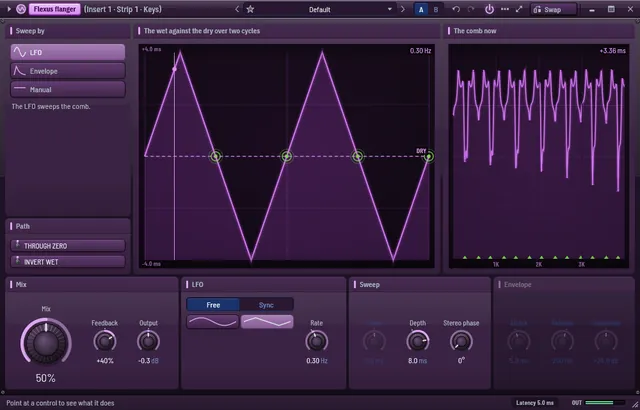 Flexus flanger (Insert 1 · Strip 1 · Keys) Default A B Swap
Sweep by
LFO
Envelope
Manual
The LFO sweeps the comb.
Path
THROUGH ZERO
INVERT WET
The wet against the dry over two cycles
+4.0 ms 0.30 Hz
DRY
-4.0 ms
The comb now
+3.36 ms
1K 2K 3K
Mix
Mix
50%
Feedback
+40%
Output
-0.3 dB
LFO
Free Sync
Rate
0.30 Hz
Sweep
Depth
8.0 ms
Stereo phase
0°
Envelope
Point at a control to see what it does
Latency 5.0 ms OUT